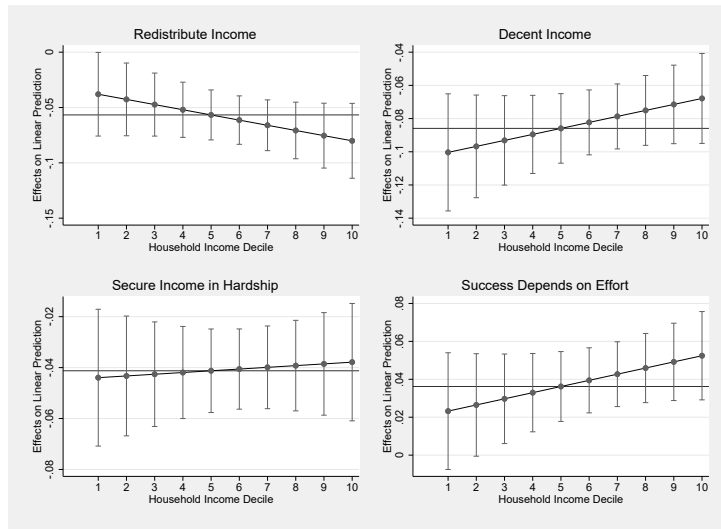 Redistribute Income
Effects on Linear Prediction
0
-.05
-.1
-.15
1 2 3 4 5 6 7 8 9 10
Household Income Decile
Decent Income
Effects on Linear Prediction
-.04
-.06
-.08
-.1
-.12
-.14
1 2 3 4 5 6 7 8 9 10
Household Income Decile
Secure Income in Hardship
Effects on Linear Prediction
-.02
-.04
-.06
-.08
1 2 3 4 5 6 7 8 9 10
Household Income Decile
Success Depends on Effort
Effects on Linear Prediction
.08
.06
.04
.02
0
1 2 3 4 5 6 7 8 9 10
Household Income Decile